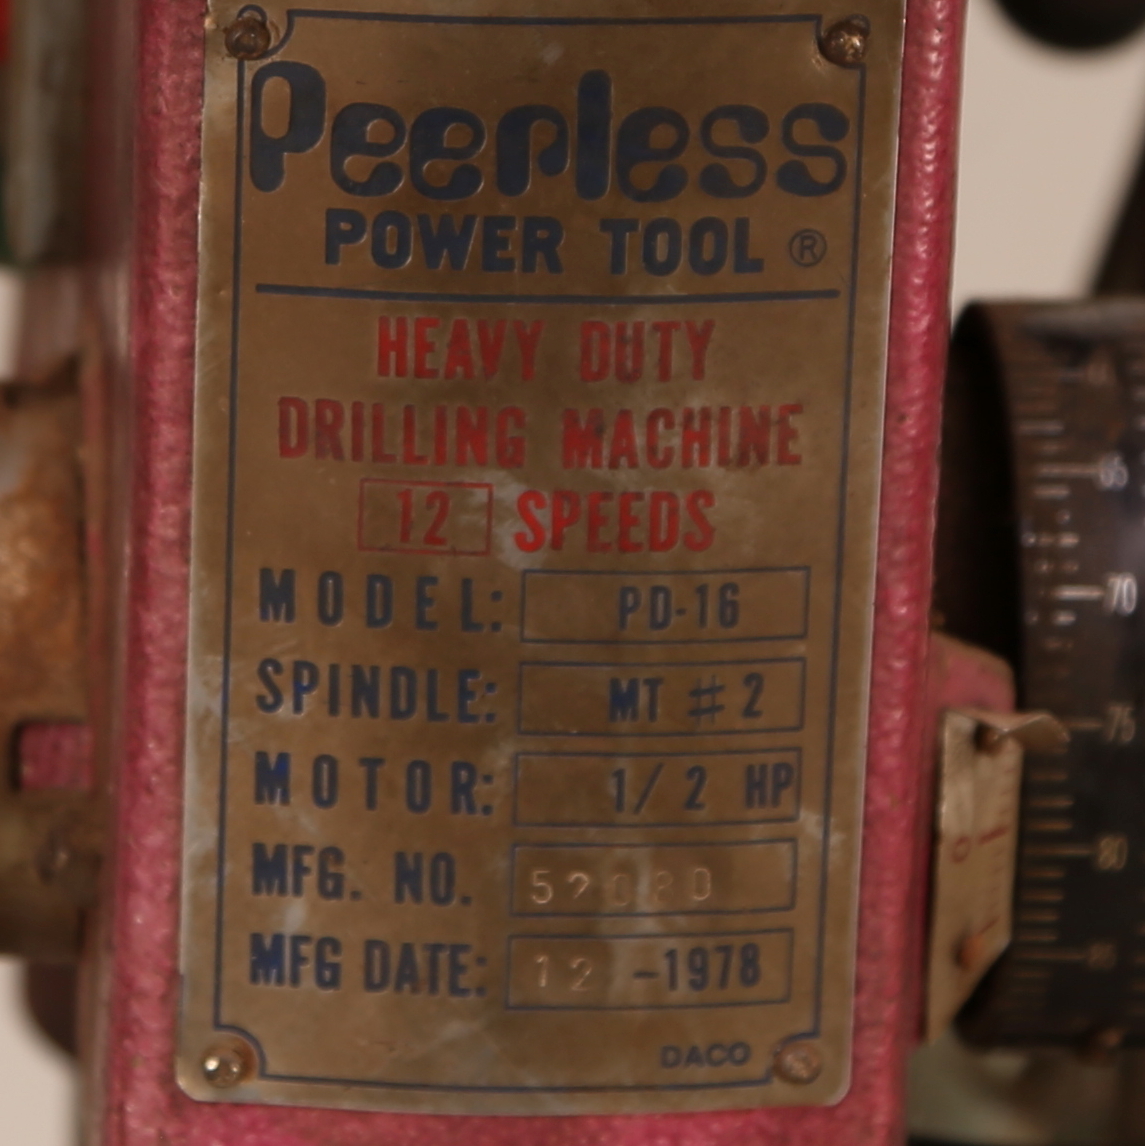 Peerless
POWER TOOL ®
HEAVY DUTY
DRILLING MACHINE
12 SPEEDS
MODEL: PD-16
SPINDLE: MT #2
MOTOR: 1/2 HP
MFG. NO.
MFG DATE: 12 -1978
DACO
65
70
75
80
0